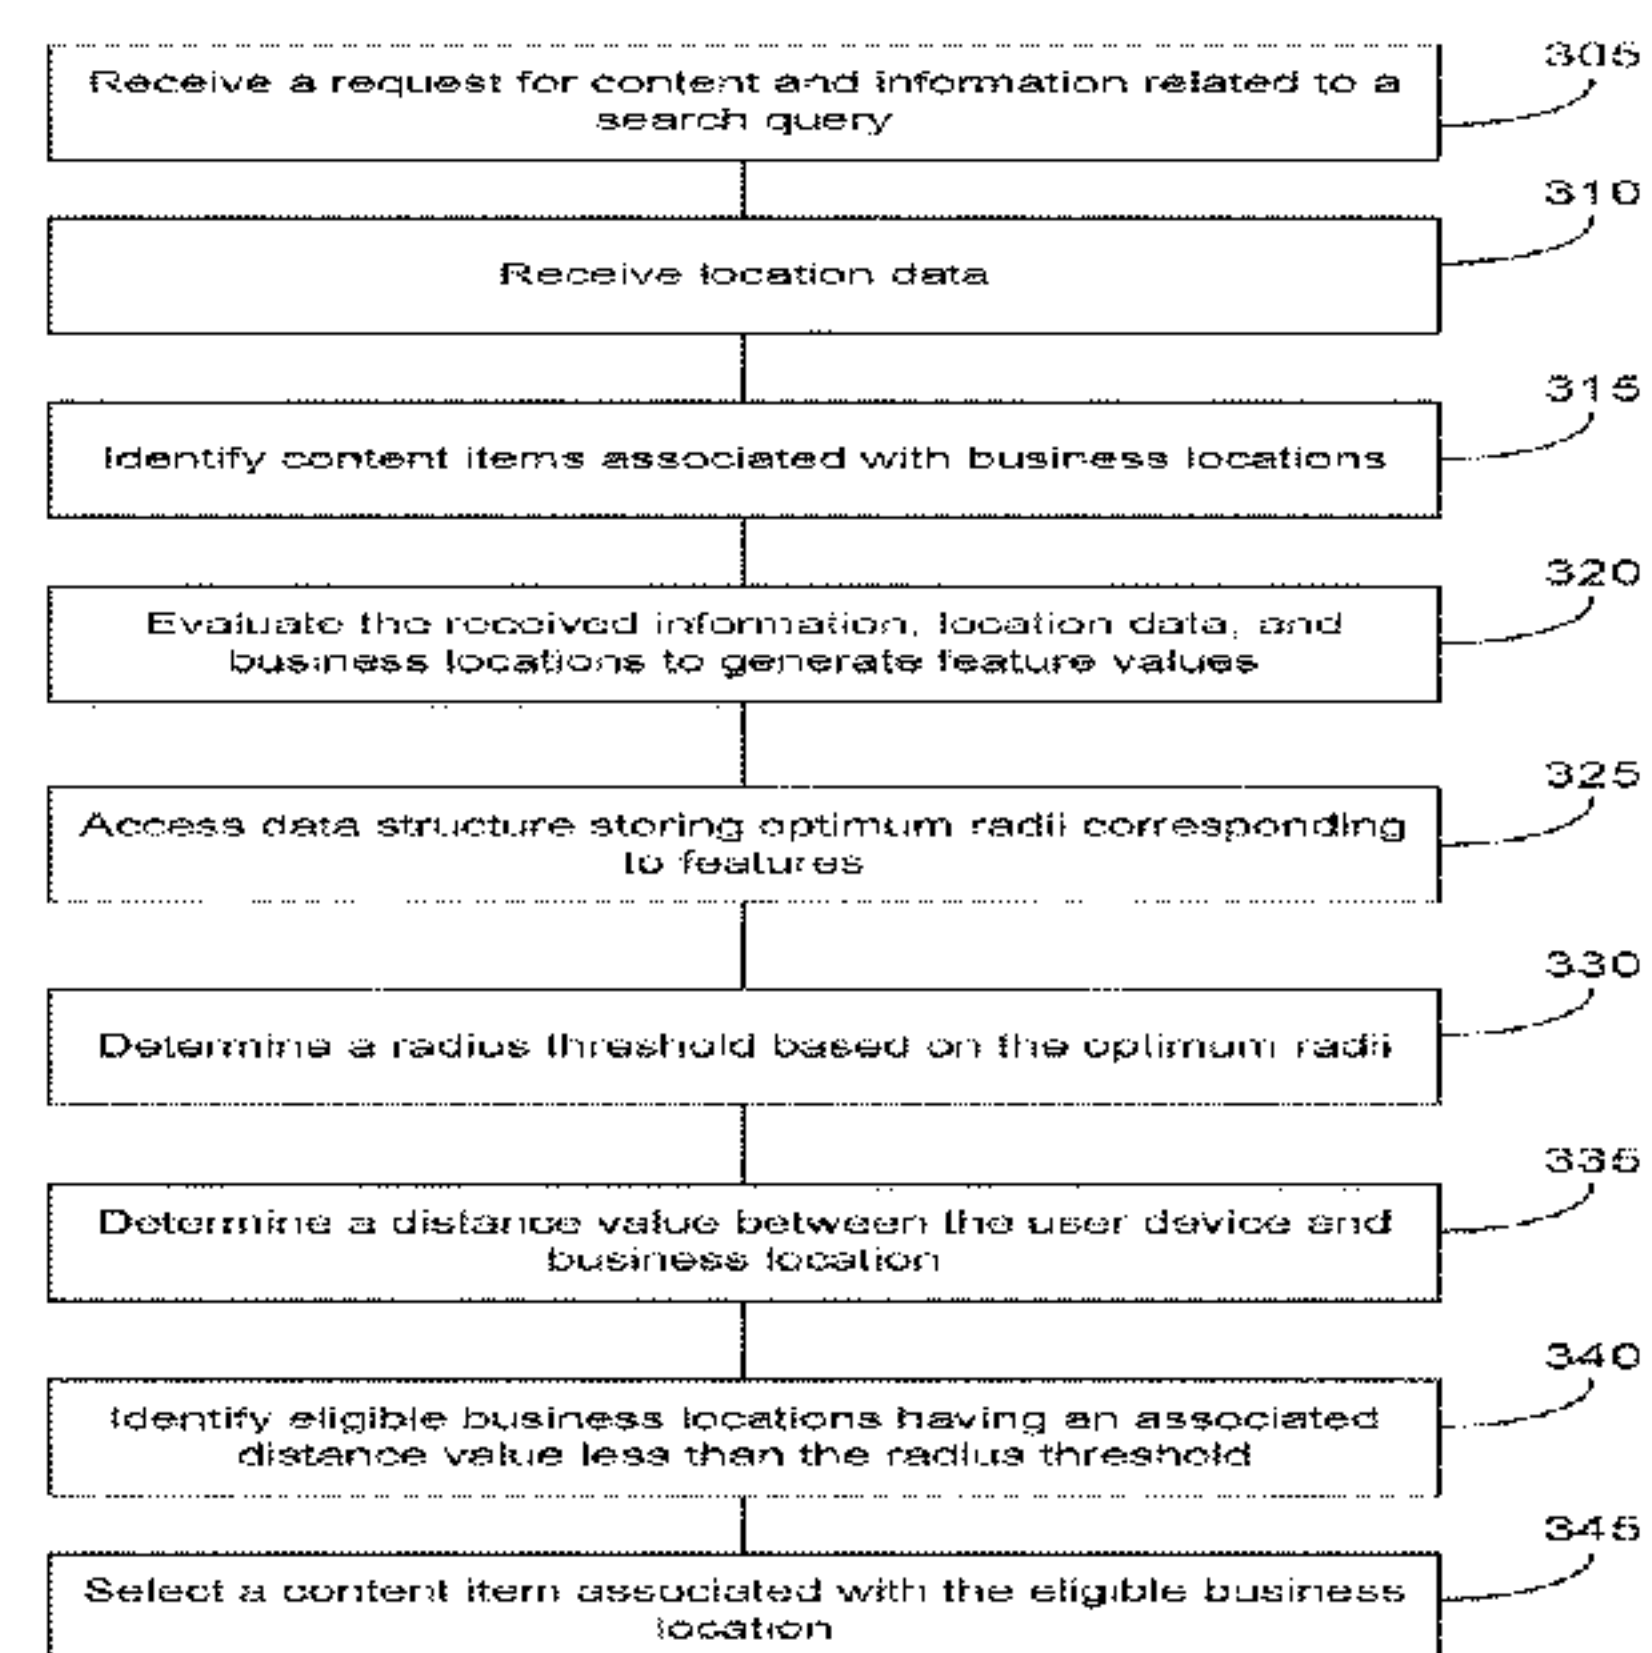 305
Receive a request for content and information related to a
search query
310
Receive location data
315
Identify content items associated with business locations
320
Evaluate the received information, location data, and
business locations to generate feature values
325
Access data structure storing optimum radii corresponding
to features
330
Determine a radius threshold based on the optimum radii
335
Determine a distance value between the user device and
business location
340
Identify eligible business locations having an associated
distance value less than the radius threshold
345
Select a content item associated with the eligible business
location